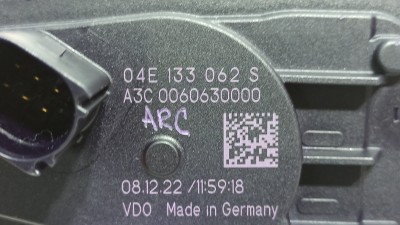 04E 133 062 S
A3C 0060630000
ARC
08.12.22 /11:59:18
VDO Made in Germany